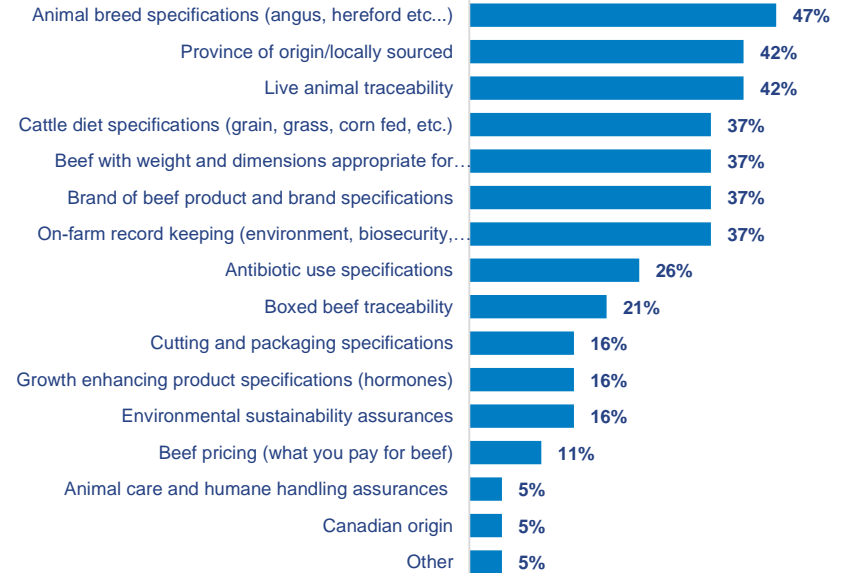 Animal breed specifications (angus, hereford etc...) 47%
Province of origin/locally sourced 42%
Live animal traceability 42%
Cattle diet specifications (grain, grass, corn fed, etc.) 37%
Beef with weight and dimensions appropriate for… 37%
Brand of beef product and brand specifications 37%
On-farm record keeping (environment, biosecurity,… 37%
Antibiotic use specifications 26%
Boxed beef traceability 21%
Cutting and packaging specifications 16%
Growth enhancing product specifications (hormones) 16%
Environmental sustainability assurances 16%
Beef pricing (what you pay for beef) 11%
Animal care and humane handling assurances 5%
Canadian origin 5%
Other 5%